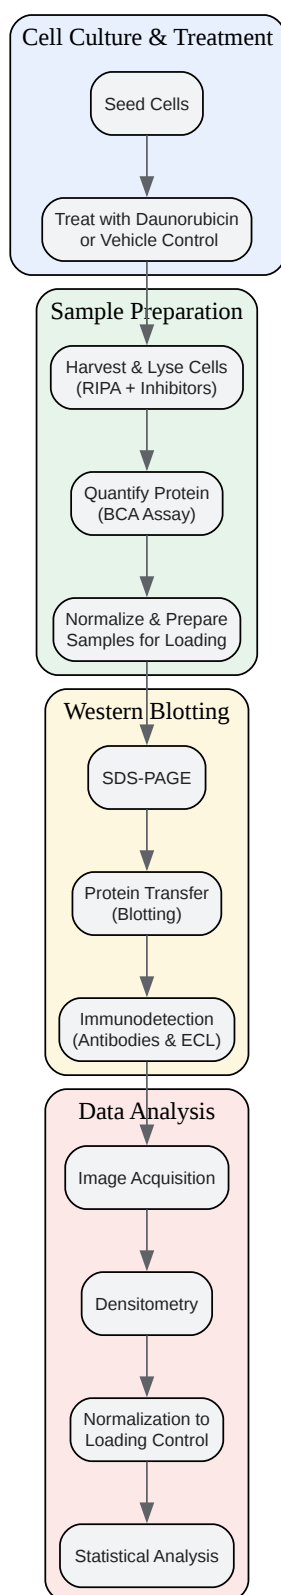 Cell Culture & Treatment
Seed Cells
Treat with Daunorubicin
or Vehicle Control
Sample Preparation
Harvest & Lyse Cells
(RIPA + Inhibitors)
Quantify Protein
(BCA Assay)
Normalize & Prepare
Samples for Loading
Western Blotting
SDS-PAGE
Protein Transfer
(Blotting)
Immunodetection
(Antibodies & ECL)
Data Analysis
Image Acquisition
Densitometry
Normalization to
Loading Control
Statistical Analysis